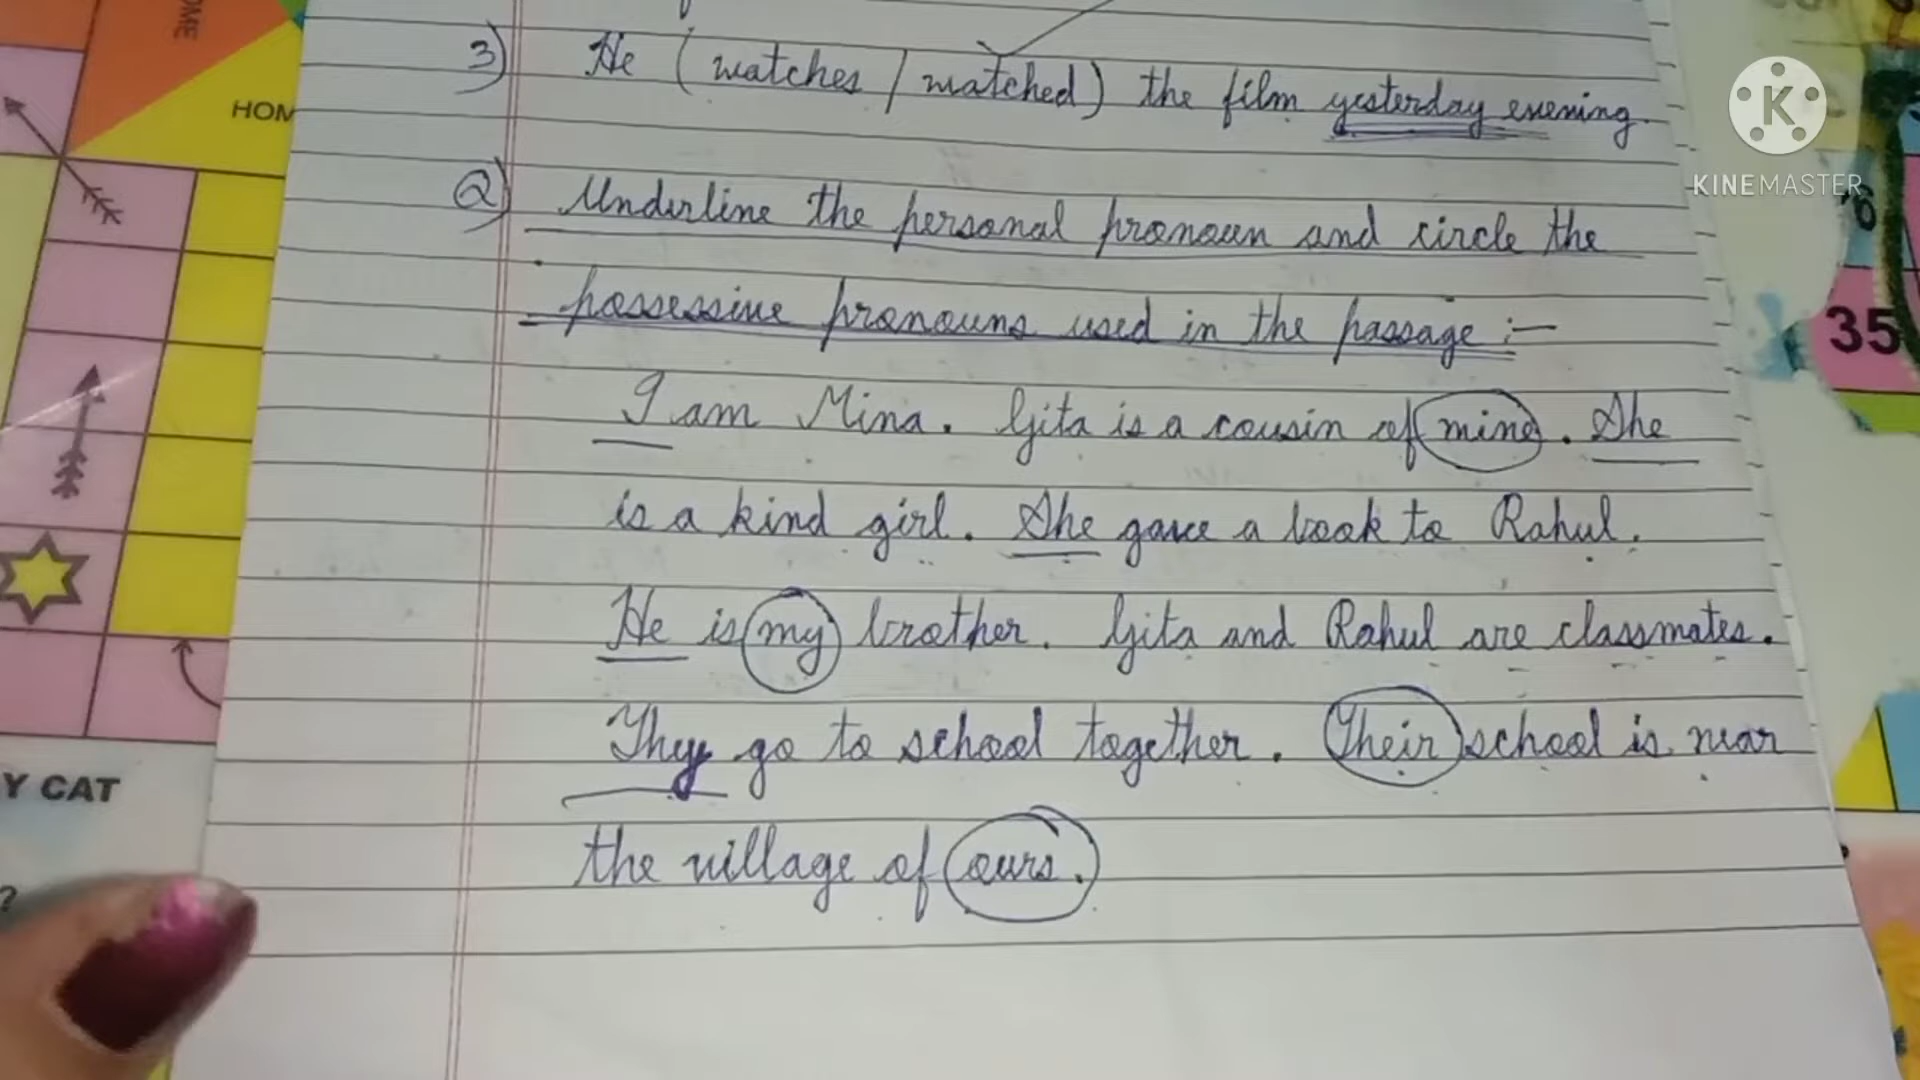 3) He (watches / watched) the film yesterday evening.
Q) Underline the personal pronoun and circle the
possessive pronouns used in the passage :-
I am Mina. Gita is a cousin of mine. She
is a kind girl. She gave a book to Rahul.
He is my brother. Gita and Rahul are classmates.
They go to school together. Their school is near
the village of ours.
HOM
OME
Y CAT
?
35
6
K
KINEMASTER